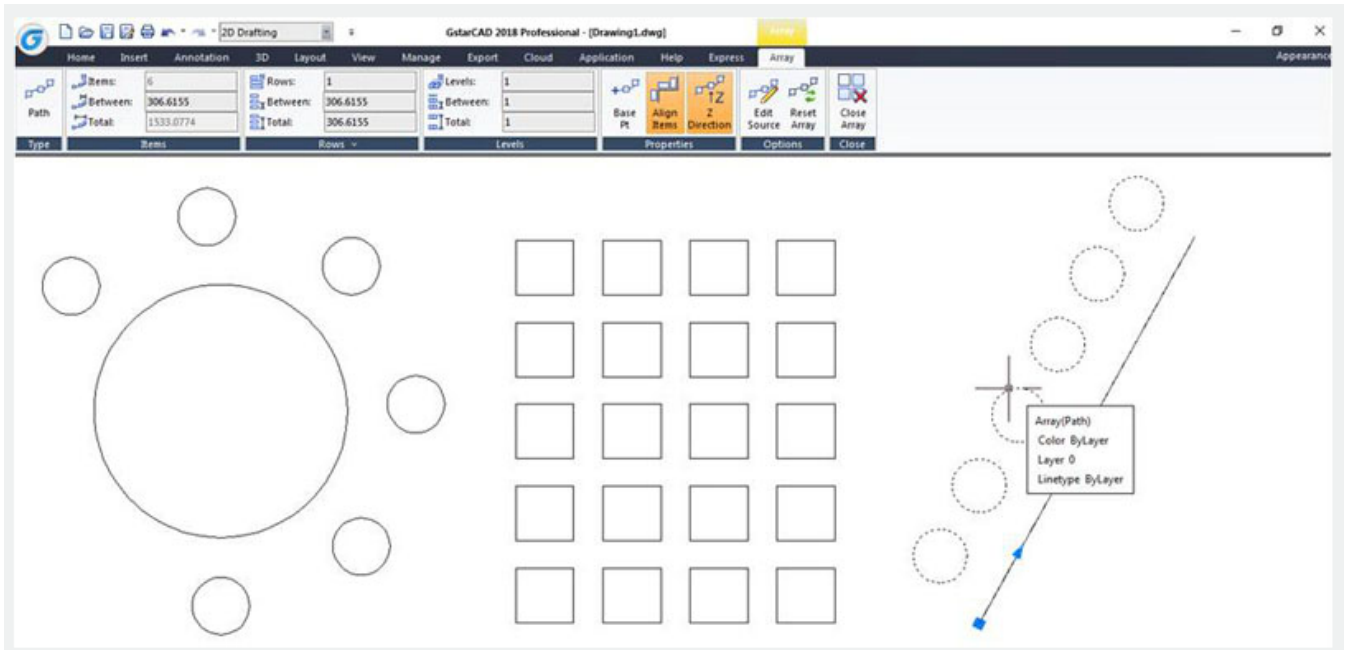 2D Drafting GstarCAD 2018 Professional - [Drawing1.dwg] Array
Home Insert Annotation 3D Layout View Manage Export Cloud Application Help Express Array Appearance
Items: 6 Rows: 1 Levels: 1
Between: 306.6155 Between: 306.6155 Between: 1
Total: 1533.0774 Total: 306.6155 Total: 1
Path Base Pt Align Items Z Direction Edit Source Reset Array Close Array
Type Items Rows Levels Properties Options Close
Array(Path)
Color ByLayer
Layer 0
Linetype ByLayer